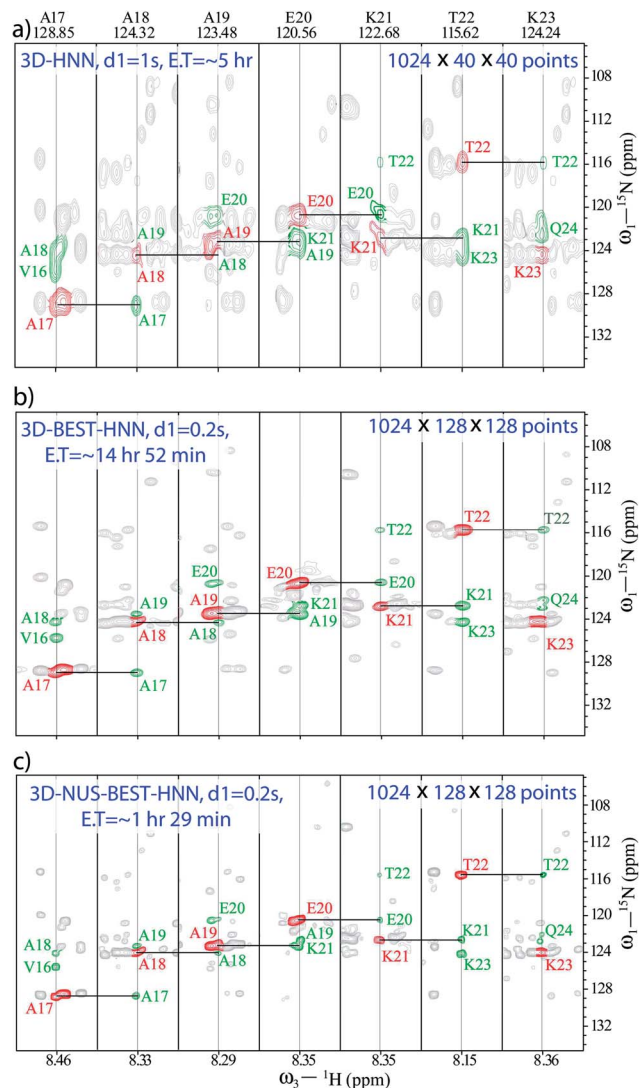 A17 A18 A19 E20 K21 T22 K23
128.85 124.32 123.48 120.56 122.68 115.62 124.24
a)
3D-HNN, d1=1s, E.T=~5 hr 1024 x 40 x 40 points
108
112
T22
T22 T22 116
E20 E20 E20 120
A19 A19 K21 K21 Q24
A18 124
V16 A18 A18 A19 K21 K23 K23
A17 A17 128
132
ω1—15N (ppm)
b)
3D-BEST-HNN, d1=0.2s, 1024 x 128 x 128 points
E.T=~14 hr 52 min
108
112
T22 T22 T22
116
E20 E20 E20 120
A18 A19 A19 K21 K21 Q24
V16 A18 A18 A19 K21 K23 K23 124
A17 A17 128
132
ω1—15N (ppm)
c)
3D-NUS-BEST-HNN, d1=0.2s, 1024 x 128 x 128 points
E.T=~1 hr 29 min
108
112
T22 T22 T22
116
E20 E20 E20 120
A18 A19 A19 A19 K21 Q24
V16 A18 A18 K21 K21 K23 K23 124
A17 A17 128
132
ω1—15N (ppm)
8.46 8.33 8.29 8.35 8.35 8.15 8.36
ω3— 1H (ppm)